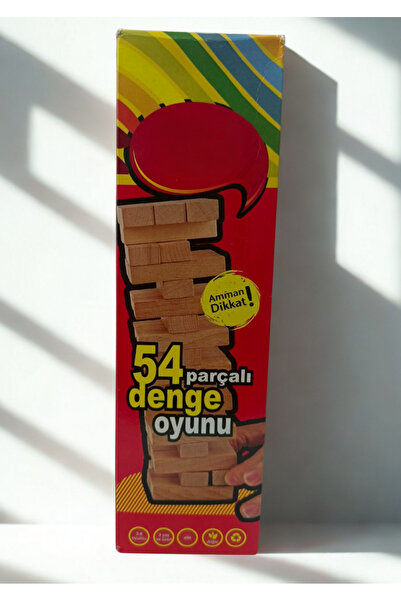 Amman
Dikkat!
54 parçalı
denge
oyunu